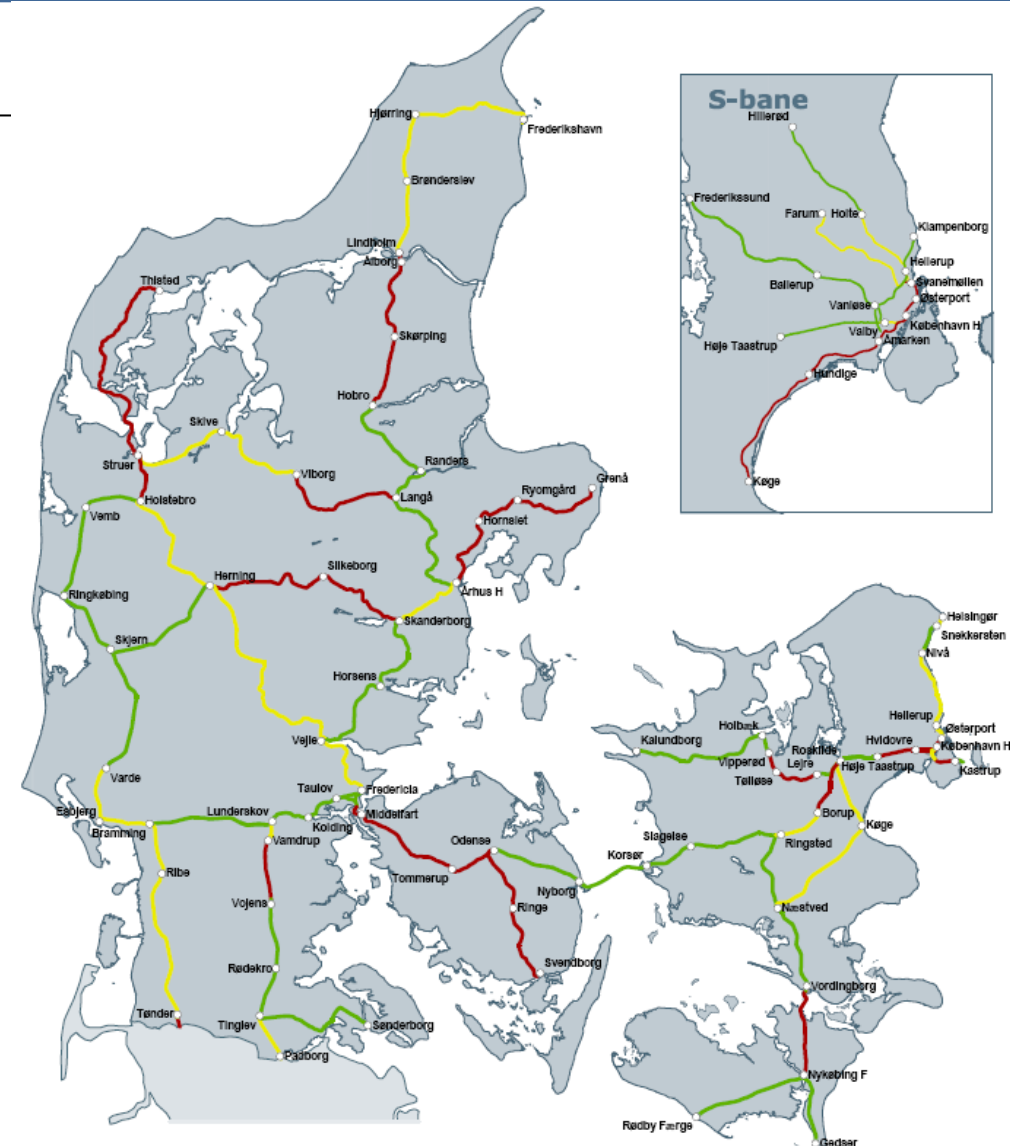 S-bane
Hillerød
Frederikssund
Farum
Holte
Klampenborg
Hellerup
Svanemøllen
Ballerup
Østerport
Vanløse
København H
Valby
Høje Taastrup
Åmarken
Hundige
Køge
Hjørring
Frederikshavn
Brønderslev
Lindholm
Ålborg
Thisted
Skørping
Hobro
Skive
Struer
Viborg
Randers
Langå
Ryomgård
Grenå
Holstebro
Vemb
Hornslet
Herning
Silkeborg
Århus H
Ringkøbing
Skanderborg
Skjern
Horsens
Vejle
Varde
Taulov
Fredericia
Esbjerg
Bramming
Lunderskov
Kolding
Middelfart
Vamdrup
Odense
Ribe
Tommerup
Nyborg
Vojens
Ringe
Rødekro
Svendborg
Tønder
Tinglev
Sønderborg
Padborg
Helsingør
Snekkersten
Nivå
Hellerup
Østerport
Holbæk
Kalundborg
Roskilde
Hvidovre
København H
Vipperød
Lejre
Høje Taastrup
Kastrup
Tølløse
Borup
Køge
Slagelse
Ringsted
Korsør
Næstved
Vordingborg
Nykøbing F
Rødby Færge
Gedser